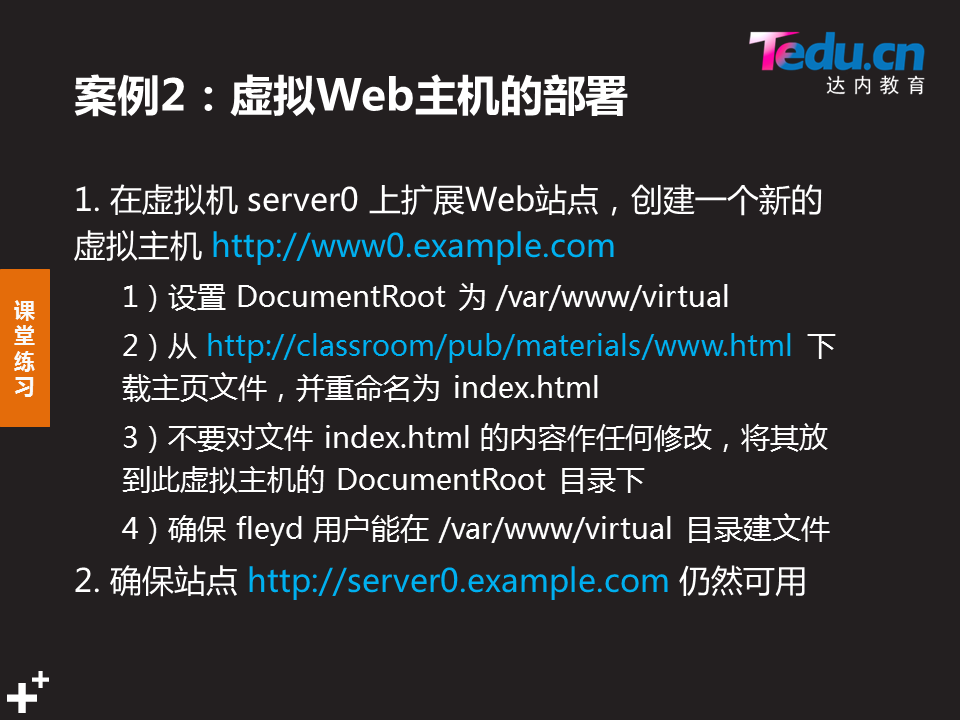 Tedu.cn
达内教育
案例2：虚拟Web主机的部署
1. 在虚拟机 server0 上扩展Web站点，创建一个新的
虚拟主机 http://www0.example.com
1）设置 DocumentRoot 为 /var/www/virtual
2）从 http://classroom/pub/materials/www.html 下
载主页文件，并重命名为 index.html
3）不要对文件 index.html 的内容作任何修改，将其放
到此虚拟主机的 DocumentRoot 目录下
4）确保 fleyd 用户能在 /var/www/virtual 目录建文件
2. 确保站点 http://server0.example.com 仍然可用
课
堂
练
习